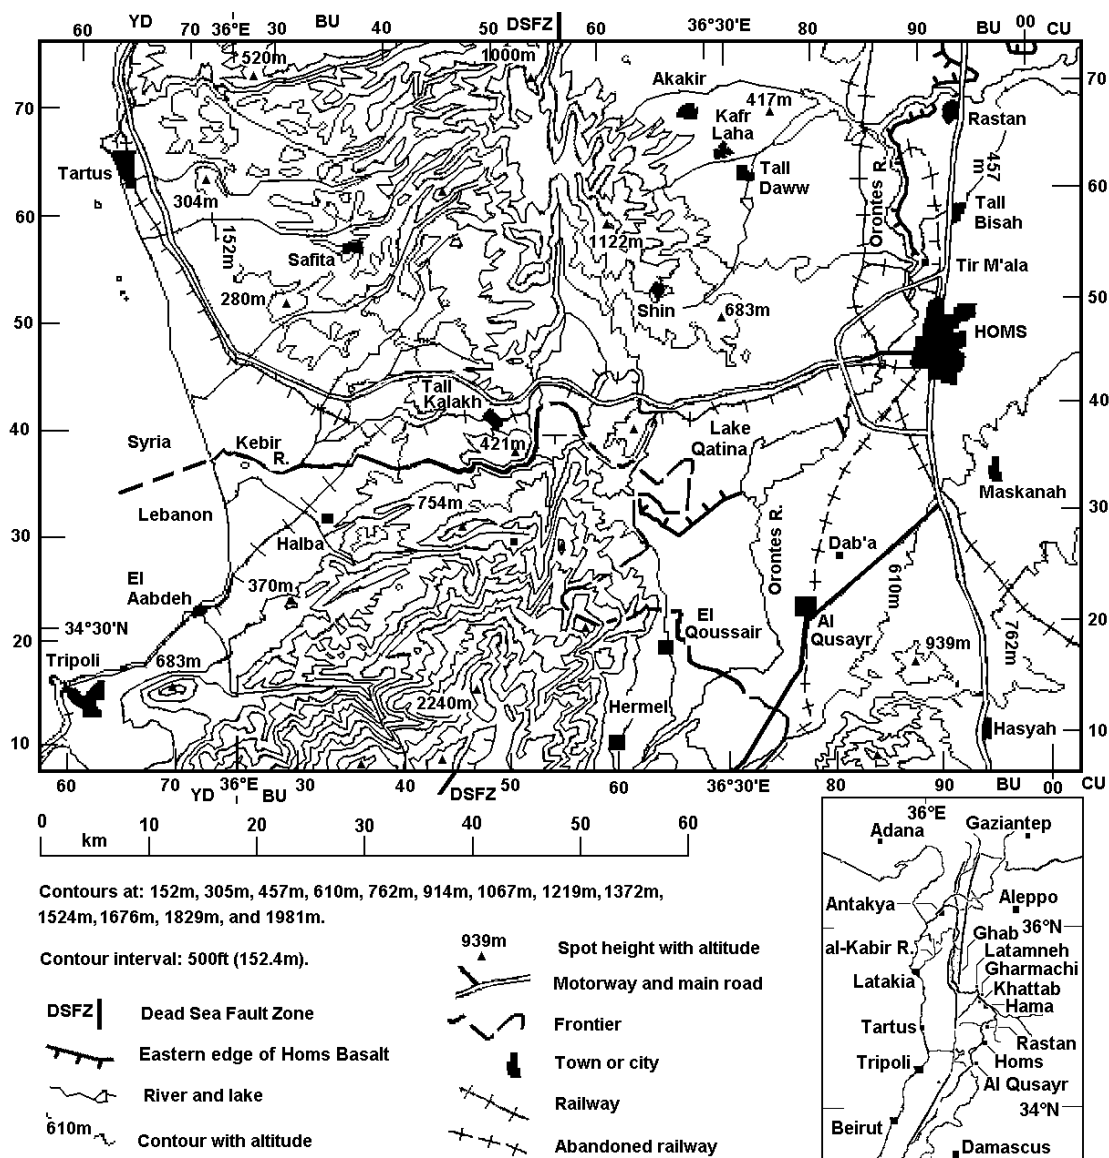 YD BU DSFZ 36°30'E 00
60 70 36°E 40 50 60 80 90 BU CU
520m
1000m
Akakir
70
417m
70
Kafr
Laha
Rastan
Tartus
Tall
Daww
Orontes R.
457
m
60
304m
Tall
Bisah
60
1122m
152m
Safita
Tir M'ala
280m
Shin
683m
50
50
HOMS
Tall
Kalakh
40
Lake
Qatina
40
Syria
Kebir
R.
421m
Maskanah
Lebanon
754m
30
Halba
30
Orontes R.
Dab'a
El
Aabdeh
370m
610m
34°30'N
El
Qoussair
Al
Qusayr
20
20
762m
939m
Tripoli
683m
2240m
Hermel
Hasyah
10
10
60 70 36°E 30 40 50 60 36°30'E 80 90 BU 00 CU
YD BU DSFZ
0 10 20 30 40 50 60
km
Contours at: 152m, 305m, 457m, 610m, 762m, 914m, 1067m, 1219m, 1372m,
1524m, 1676m, 1829m, and 1981m.
Contour interval: 500ft (152.4m).
DSFZ Dead Sea Fault Zone
Eastern edge of Homs Basalt
River and lake
610m Contour with altitude
939m Spot height with altitude
Motorway and main road
Frontier
Town or city
Railway
Abandoned railway
36°E
Adana
Gaziantep
Antakya
Aleppo
36°N
Ghab
al-Kabir R.
Latamneh
Gharmachi
Latakia
Khattab
Hama
Tartus
Rastan
Tripoli
Homs
Al Qusayr
34°N
Beirut
Damascus